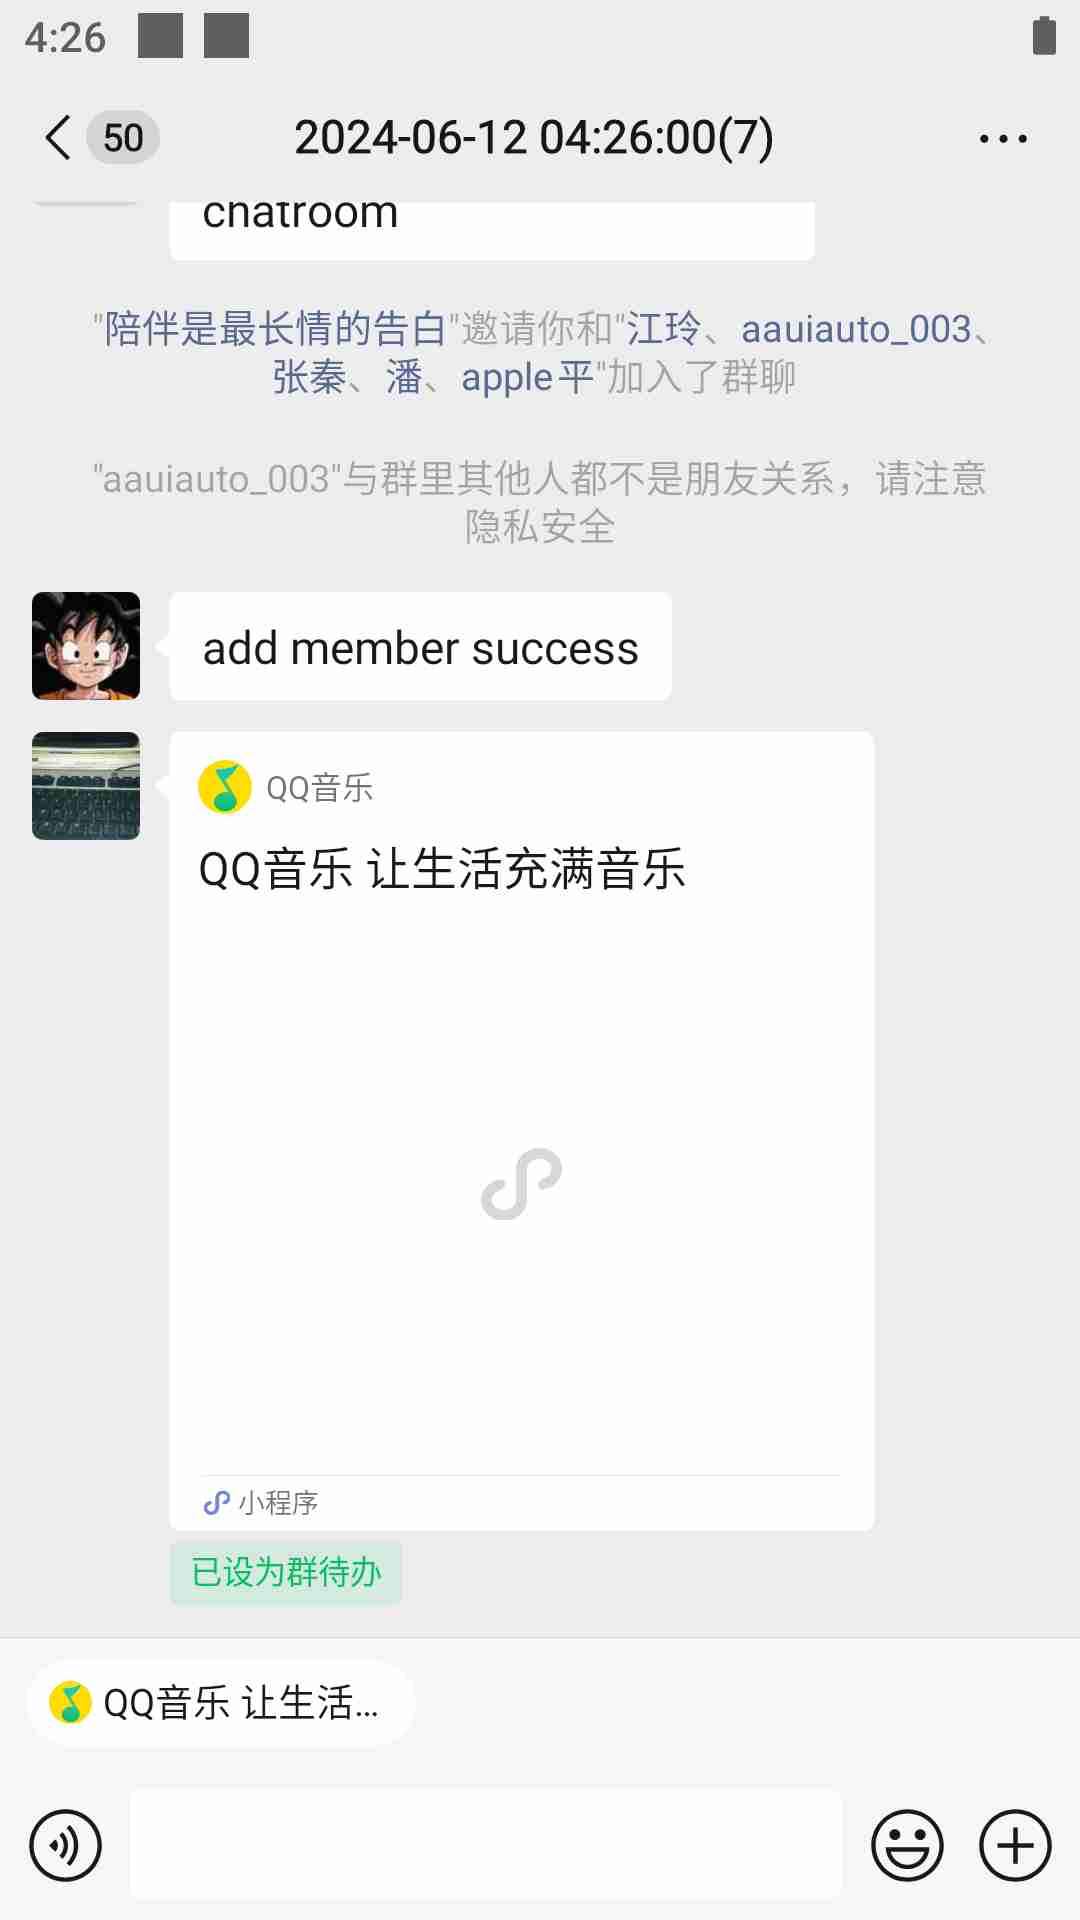 4:26
50
2024-06-12 04:26:00(7)
chatroom
"陪伴是最长情的告白"邀请你和"江玲、aauiauto_003、
张秦、潘、apple平"加入了群聊
"aauiauto_003"与群里其他人都不是朋友关系，请注意
隐私安全
add member success
QQ音乐
QQ音乐 让生活充满音乐
小程序
已设为群待办
QQ音乐 让生活...